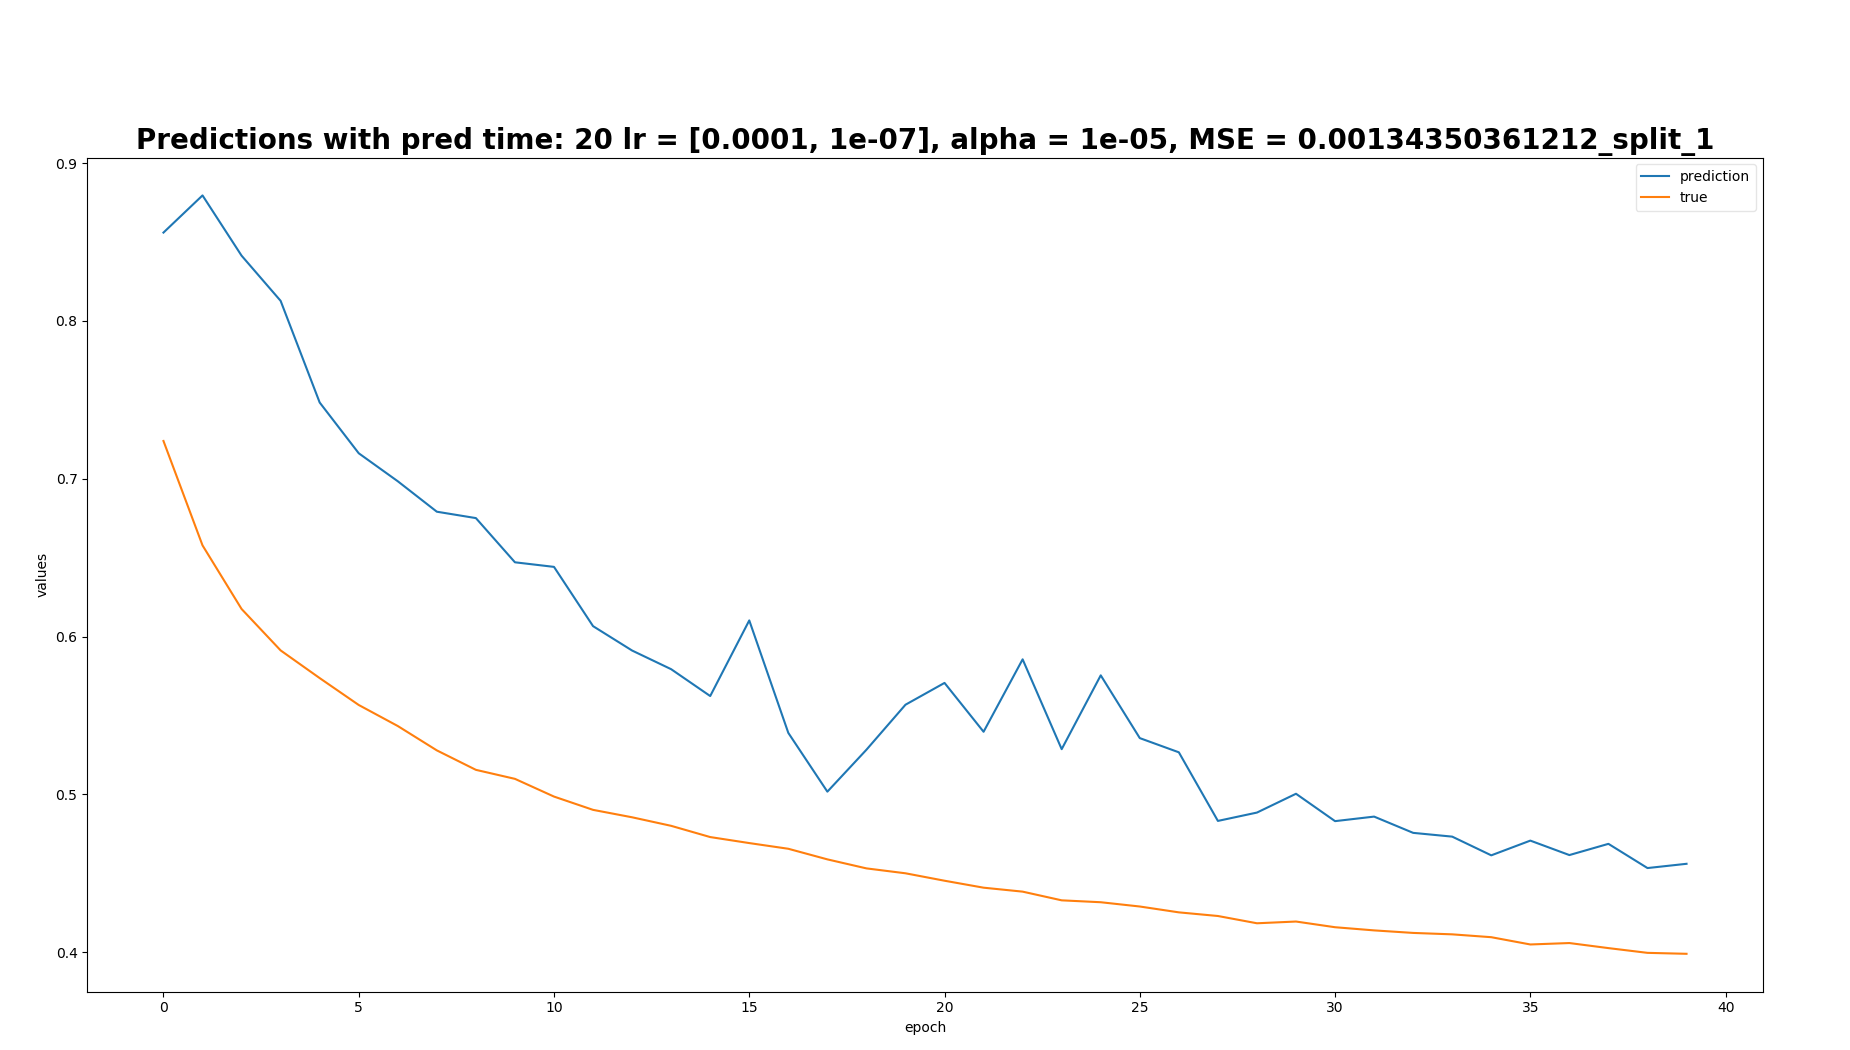 Predictions with pred time: 20 lr = [0.0001, 1e-07], alpha = 1e-05, MSE = 0.00134350361212_split_1
prediction
true
0.9
0.8
0.7
0.6
0.5
0.4
values
0 5 10 15 20 25 30 35 40
epoch